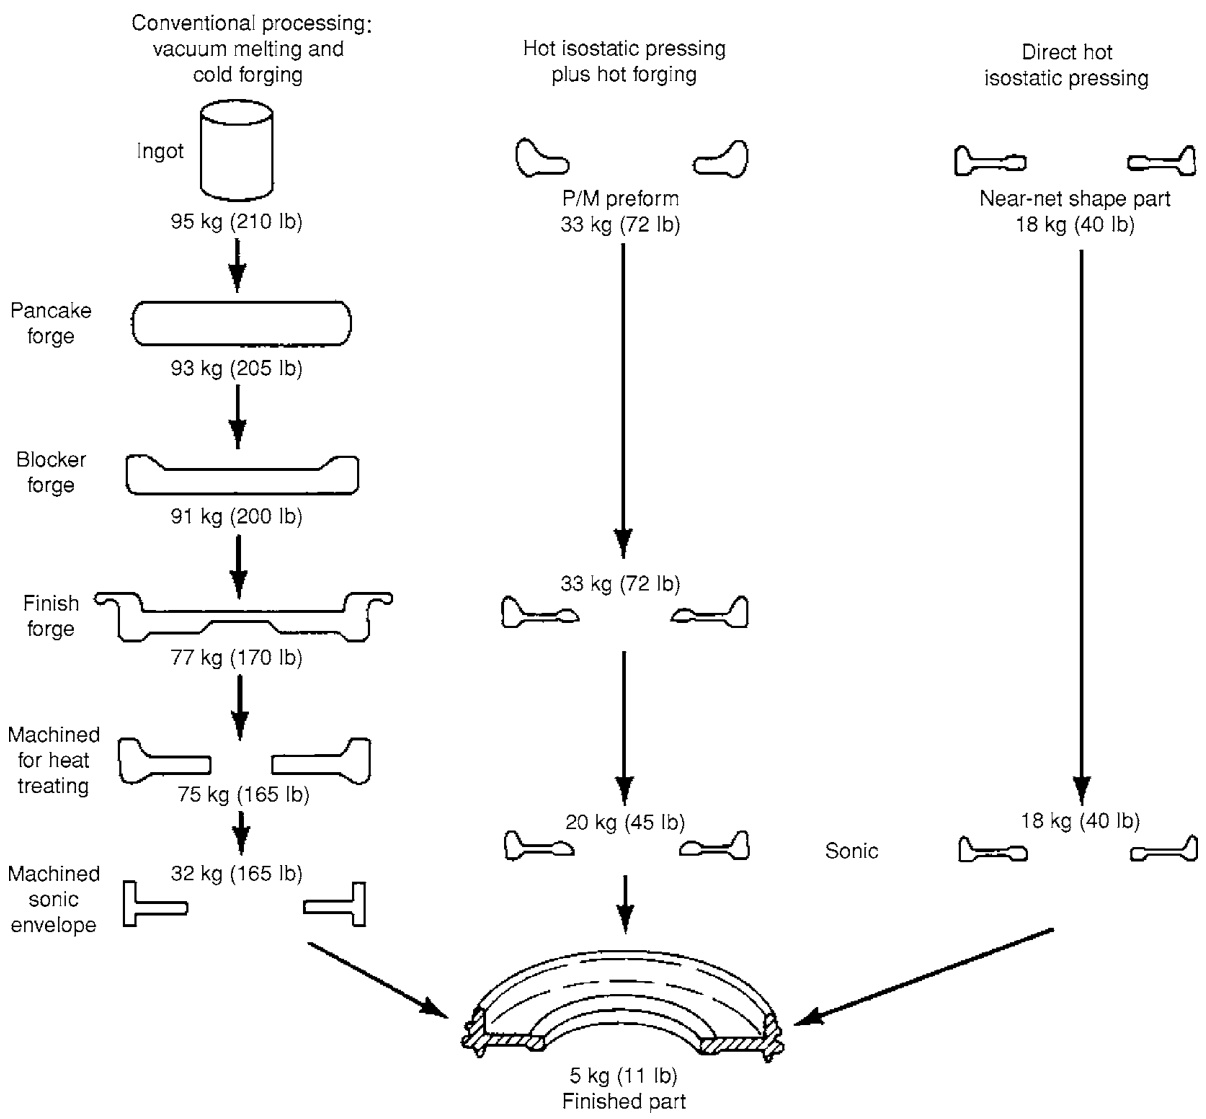 Conventional processing:
vacuum melting and
cold forging
Ingot
95 kg (210 lb)
Pancake
forge
93 kg (205 lb)
Blocker
forge
91 kg (200 lb)
Finish
forge
77 kg (170 lb)
Machined
for heat
treating
75 kg (165 lb)
Machined
sonic
envelope
32 kg (165 lb)
Hot isostatic pressing
plus hot forging
P/M preform
33 kg (72 lb)
33 kg (72 lb)
20 kg (45 lb)
Direct hot
isostatic pressing
Near-net shape part
18 kg (40 lb)
18 kg (40 lb)
Sonic
5 kg (11 lb)
Finished part